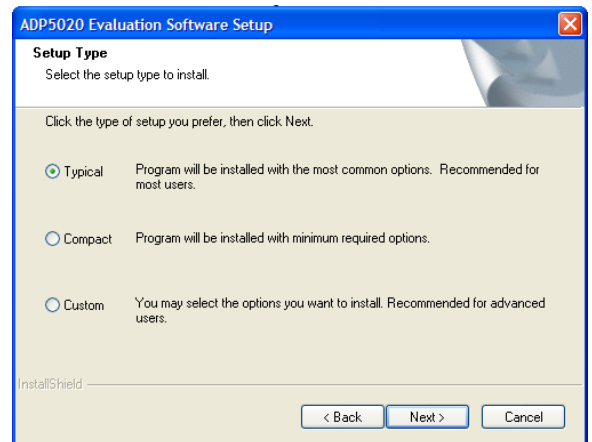 ADP5020 Evaluation Software Setup
Setup Type
Select the setup type to install.
Click the type of setup you prefer, then click Next.
Typical
Program will be installed with the most common options.  Recommended for
most users.
Compact
Program will be installed with minimum required options.
Custom
You may select the options you want to install. Recommended for advanced
users.
InstallShield
< Back
Next >
Cancel